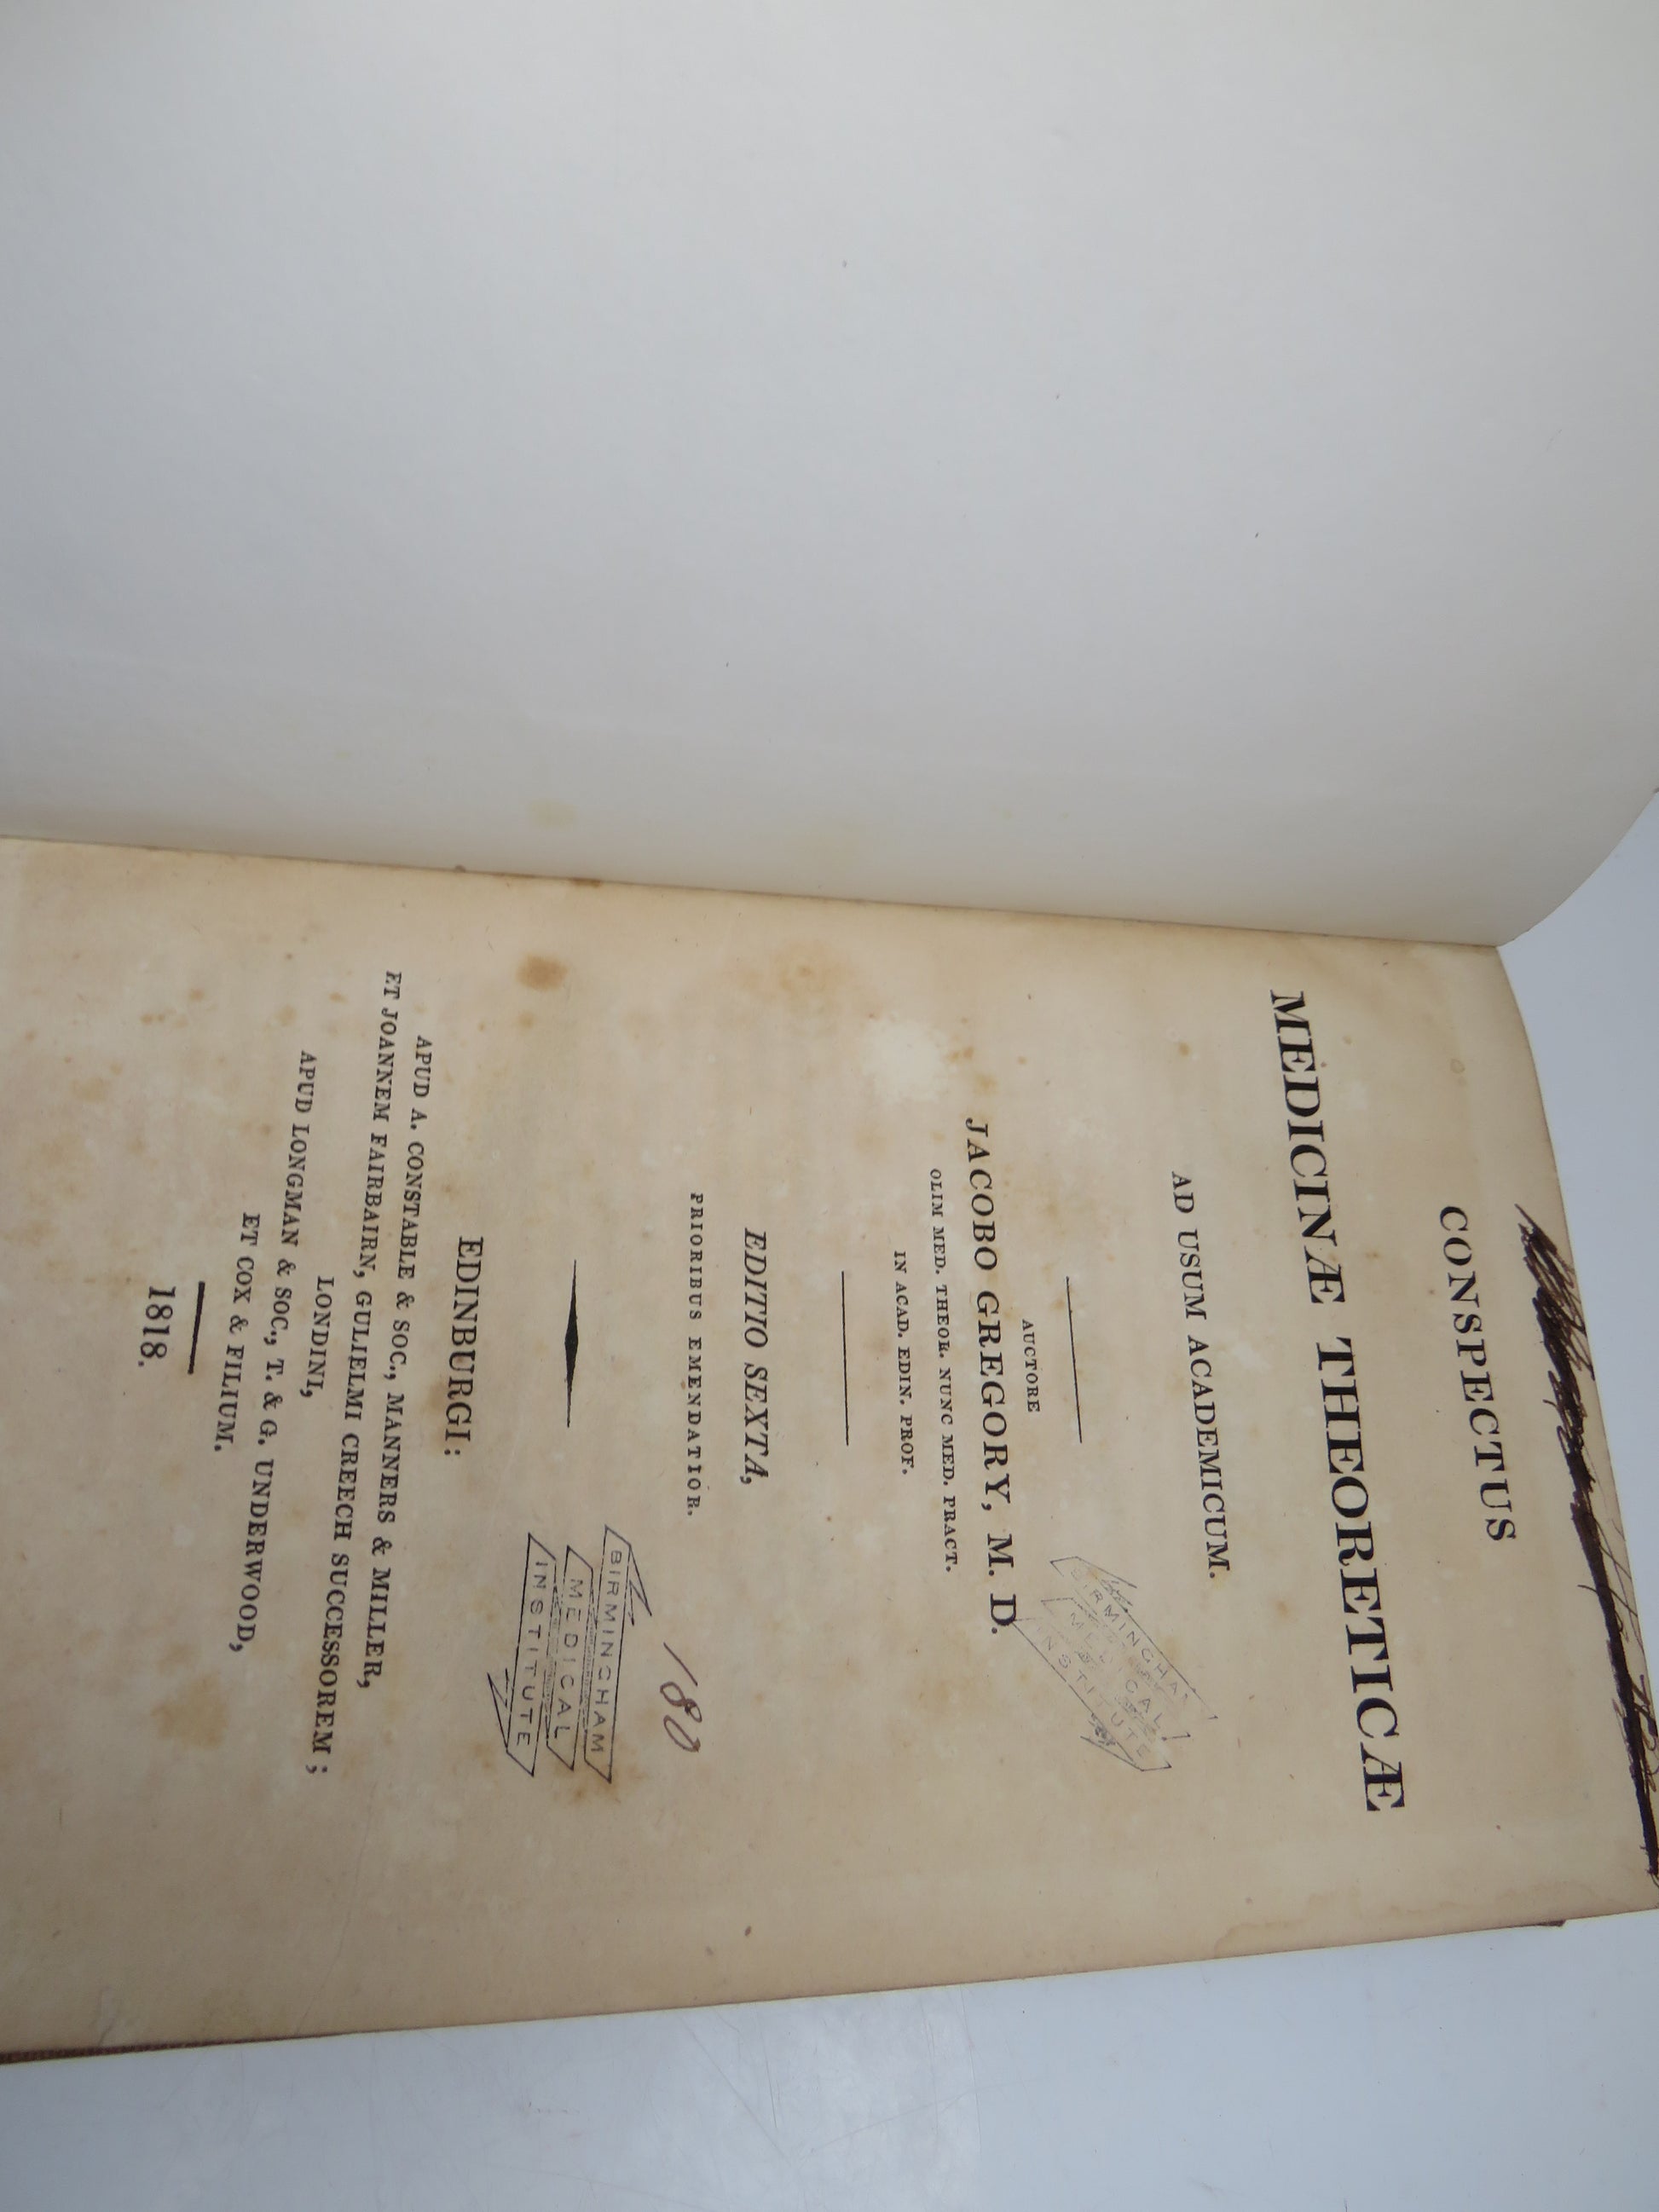 CONSPECTUS
MEDICINÆ THEORETICÆ
AD USUM ACADEMICUM.
AUCTORE
JACOBO GREGORY, M. D.
OLIM MED. THEOR. NUNC MED. PRACT.
IN ACAD. EDIN. PROF.
BIRMINGHAM
MEDICAL
INSTITUTE
EDITIO SEXTA,
PRIORIBUS EMENDATIOR.
180
BIRMINGHAM
MEDICAL
INSTITUTE
EDINBURGI:
APUD A. CONSTABLE & SOC., MANNERS & MILLER,
ET JOANNEM FAIRBAIRN, GULIELMI CREECH SUCCESSOREM;
LONDINI,
APUD LONGMAN & SOC., T. & G. UNDERWOOD,
ET COX & FILIUM.
1818.